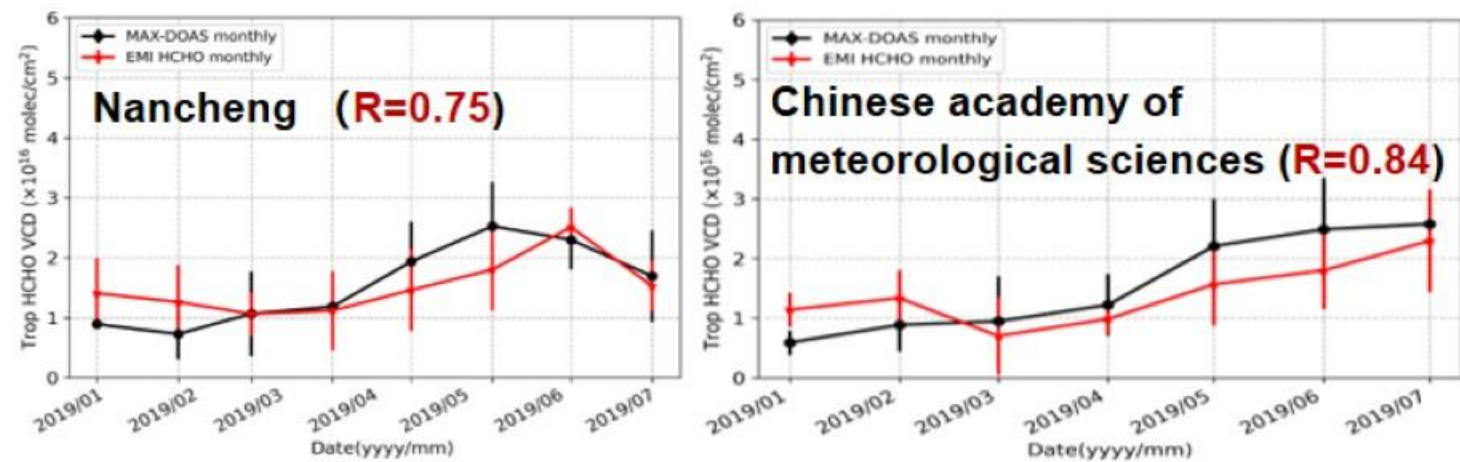 MAX-DOAS monthly
EMI HCHO monthly
Nancheng (R=0.75)
Trop HCHO VCD (×10¹⁶ molec/cm²)
6
5
4
3
2
1
0
2019/01
2019/02
2019/03
2019/04
2019/05
2019/06
2019/07
Date(yyyy/mm)
MAX-DOAS monthly
EMI HCHO monthly
Chinese academy of
meteorological sciences (R=0.84)
Trop HCHO VCD (×10¹⁶ molec/cm²)
6
5
4
3
2
1
0
2019/01
2019/02
2019/03
2019/04
2019/05
2019/06
2019/07
Date(yyyy/mm)